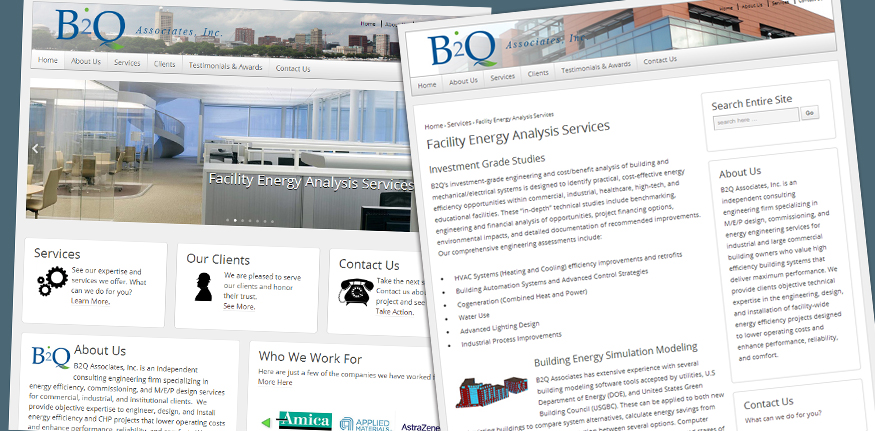 B2Q Associates, Inc.
Home | About Us
Home About Us Services Clients Testimonials & Awards Contact Us
Facility Energy Analysis Services
Services
See our expertise and
services we offer. What
can we do for you?
Learn More.
Our Clients
We are pleased to serve
our clients and honor
their trust.
See More.
Contact Us
Take the next
Contact us
project and see
Take Action.
B2Q
About Us
B2Q Associates, Inc. is an independent
consulting engineering firm specializing in
energy efficiency, commissioning, and M/E/P design services
for commercial, industrial, and institutional clients. We
provide objective expertise to engineer, design, and install
energy efficiency and CHP projects that lower operating costs
and enhance performance, reliability, and
Who We Work For
Here are just a few of the companies we have worked
More Here
Amica
APPLIED
MATERIALS
AstraZene
B2Q Associates, Inc.
Home | About Us | Services |
Home About Us Services Clients Testimonials & Awards Contact Us
Home › Services › Facility Energy Analysis Services
Facility Energy Analysis Services
Investment Grade Studies
B2Q's investment-grade engineering and cost/benefit analysis of building and
mechanical/electrical systems is designed to identify practical, cost-effective energy
efficiency opportunities within commercial, industrial, healthcare, high-tech, and
educational facilities. These "in-depth" technical studies include benchmarking,
engineering and financial analysis of opportunities, project financing options,
environmental impacts, and detailed documentation of recommended improvements.
Our comprehensive engineering assessments include:
• HVAC Systems (Heating and Cooling) efficiency improvements and retrofits
• Building Automation Systems and Advanced Control Strategies
• Cogeneration (Combined Heat and Power)
• Water Use
• Advanced Lighting Design
• Industrial Process Improvements
Building Energy Simulation Modeling
B2Q Associates has extensive experience with several
building modeling software tools accepted by utilities, U.S
Department of Energy (DOE), and United States Green
Building Council (USGBC). These can be applied to both new
buildings to compare system alternatives, calculate energy savings from
between several options. Computer
stages of
Search Entire Site
search here ... Go
About Us
B2Q Associates, Inc. is an
independent consulting
engineering firm specializing in
M/E/P design, commissioning, and
energy engineering services for
industrial and large commercial
building owners who value high
efficiency building systems that
deliver maximum performance. We
provide clients objective technical
expertise in the engineering, design,
and installation of facility-wide
energy efficiency projects designed
to lower operating costs and
enhance performance, reliability,
and comfort.
Contact Us
What can we do for you?